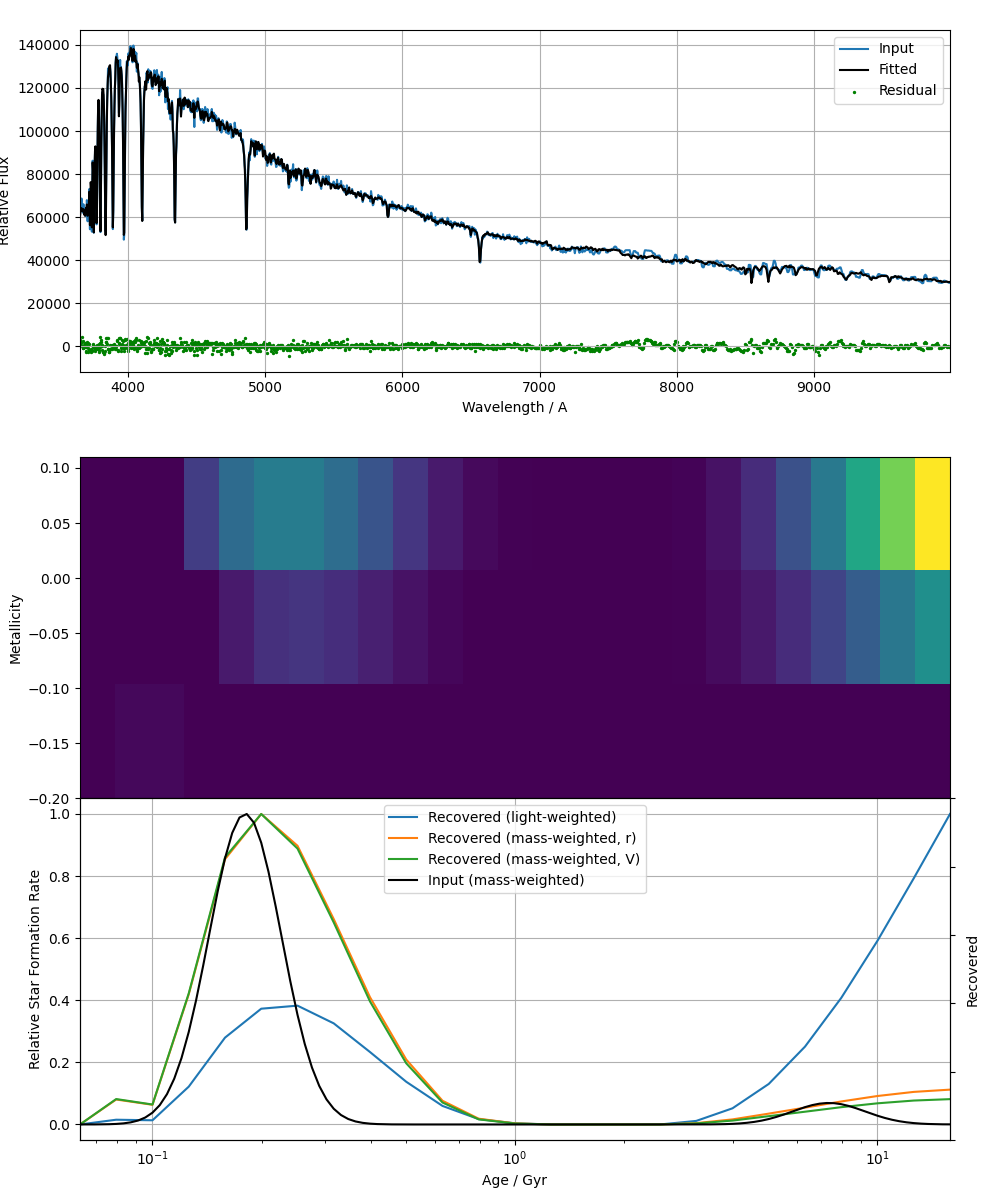 140000
120000
100000
80000
60000
40000
20000
0
Relative Flux
Input
Fitted
Residual
4000 5000 6000 7000 8000 9000
Wavelength / A
0.10
0.05
0.00
−0.05
−0.10
−0.15
−0.20
Metallicity
1.0
0.8
0.6
0.4
0.2
0.0
Relative Star Formation Rate
Recovered (light-weighted)
Recovered (mass-weighted, r)
Recovered (mass-weighted, V)
Input (mass-weighted)
Recovered
10⁻¹ 10⁰ 10¹
Age / Gyr